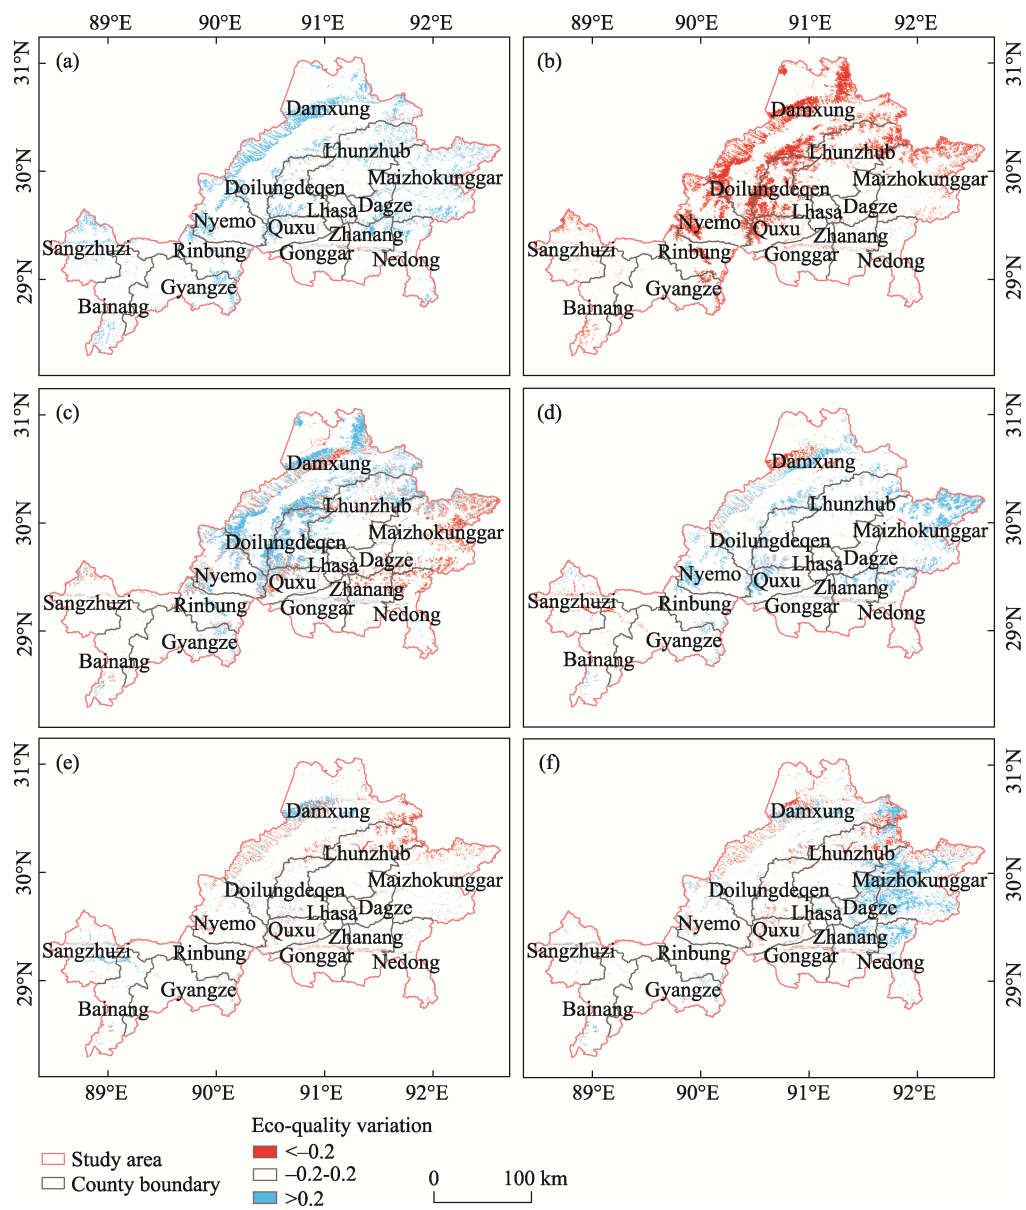 89°E 90°E 91°E 92°E 89°E 90°E 91°E 92°E
(a)
31°N
30°N
29°N
Damxung
Lhunzhub
Maizhokunggar
Doilungdeqen
Dagze
Lhasa
Nyemo
Quxu
Zhanang
Sangzhuzi
Rinbung
Gonggar
Nedong
Gyangze
Bainang
(b)
31°N
30°N
29°N
Damxung
Lhunzhub
Maizhokunggar
Doilungdeqen
Dagze
Lhasa
Nyemo
Quxu
Zhanang
Sangzhuzi
Rinbung
Gonggar
Nedong
Gyangze
Bainang
(c)
31°N
30°N
29°N
Damxung
Lhunzhub
Maizhokunggar
Doilungdeqen
Dagze
Lhasa
Nyemo
Quxu
Zhanang
Sangzhuzi
Rinbung
Gonggar
Nedong
Gyangze
Bainang
(d)
31°N
30°N
29°N
Damxung
Lhunzhub
Maizhokunggar
Doilungdeqen
Dagze
Lhasa
Nyemo
Quxu
Zhanang
Sangzhuzi
Rinbung
Gonggar
Nedong
Gyangze
Bainang
(e)
31°N
30°N
29°N
Damxung
Lhunzhub
Maizhokunggar
Doilungdeqen
Dagze
Lhasa
Nyemo
Quxu
Zhanang
Sangzhuzi
Rinbung
Gonggar
Nedong
Gyangze
Bainang
(f)
31°N
30°N
29°N
Damxung
Lhunzhub
Maizhokunggar
Doilungdeqen
Dagze
Lhasa
Nyemo
Quxu
Zhanang
Sangzhuzi
Rinbung
Gonggar
Nedong
Gyangze
Bainang
89°E 90°E 91°E 92°E 89°E 90°E 91°E 92°E
Study area
County boundary
Eco-quality variation
<–0.2
–0.2-0.2
>0.2
0 100 km